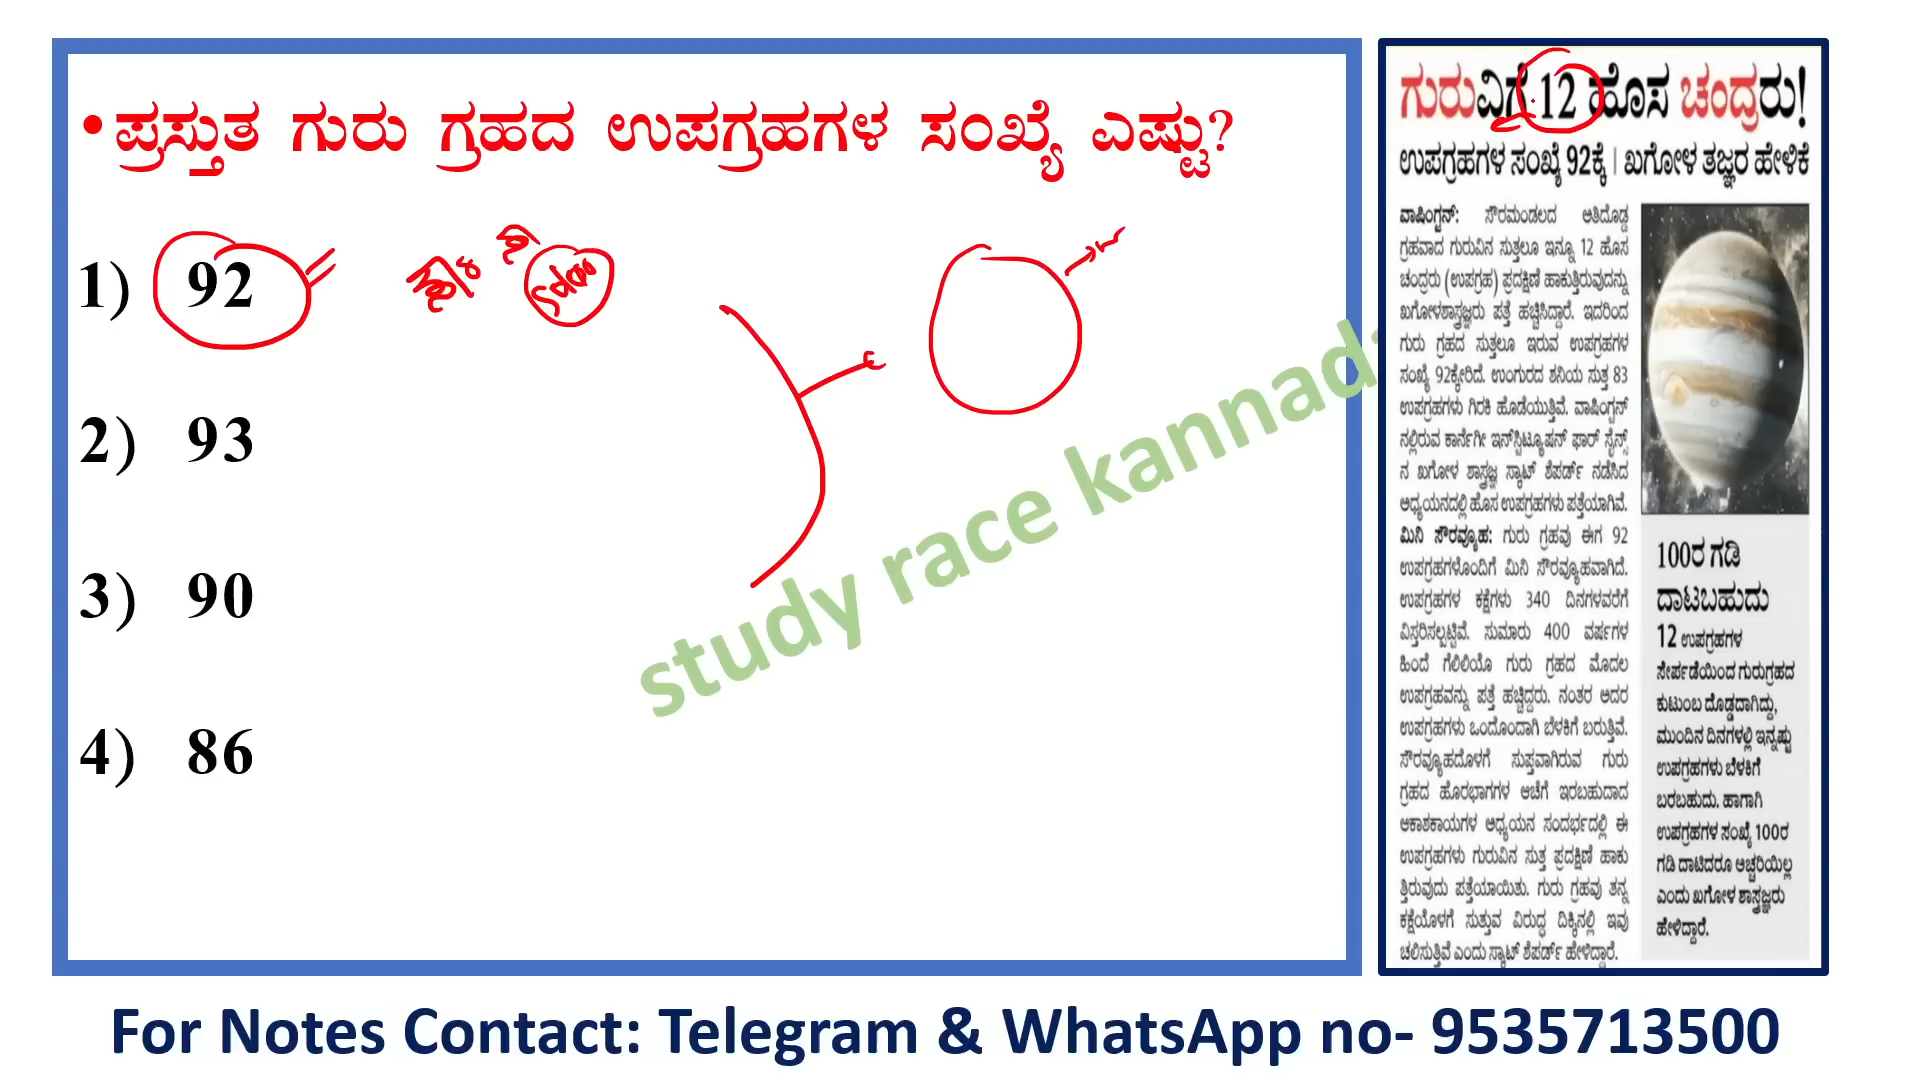 •ಪ್ರಸ್ತುತ ಗುರು ಗ್ರಹದ ಉಪಗ್ರಹಗಳ ಸಂಖ್ಯೆ ಎಷ್ಟು?
1) 92
2) 93
3) 90
4) 86
study race kannada
ಗುರುವಿಗೆ 12 ಹೊಸ ಚಂದ್ರರು!
ಉಪಗ್ರಹಗಳ ಸಂಖ್ಯೆ 92ಕ್ಕೆ | ಖಗೋಳ ತಜ್ಞರ ಹೇಳಿಕೆ
ವಾಷಿಂಗ್ಟನ್: ಸೌರಮಂಡಲದ ಅತಿದೊಡ್ಡ
ಗ್ರಹವಾದ ಗುರುವಿನ ಸುತ್ತಲೂ ಇನ್ನೂ 12 ಹೊಸ
ಚಂದ್ರರು (ಉಪಗ್ರಹ) ಪ್ರದಕ್ಷಿಣೆ ಹಾಕುತ್ತಿರುವುದನ್ನು
ಖಗೋಳಶಾಸ್ತ್ರಜ್ಞರು ಪತ್ತೆ ಹಚ್ಚಿಸಿದ್ದಾರೆ. ಇದರಿಂದ
ಗುರು ಗ್ರಹದ ಸುತ್ತಲೂ ಇರುವ ಉಪಗ್ರಹಗಳ
ಸಂಖ್ಯೆ 92ಕ್ಕೇರಿದೆ. ಉಂಗುರದ ಶನಿಯ ಸುತ್ತ 83
ಉಪಗ್ರಹಗಳು ಗಿರಕಿ ಹೊಡೆಯುತ್ತಿವೆ. ವಾಷಿಂಗ್ಟನ್
ನಲ್ಲಿರುವ ಕಾರ್ನೆಗೀ ಇನ್‌ಸ್ಟಿಟ್ಯೂಷನ್ ಫಾರ್ ಸೈನ್ಸ್
ನ ಖಗೋಳ ಶಾಸ್ತ್ರಜ್ಞ ಸ್ಕಾಟ್ ಶೆಪರ್ಡ್ ನಡೆಸಿದ
ಅಧ್ಯಯನದಲ್ಲಿ ಹೊಸ ಉಪಗ್ರಹಗಳು ಪತ್ತೆಯಾಗಿವೆ.
ಮಿನಿ ಸೌರವ್ಯೂಹ: ಗುರು ಗ್ರಹವು ಈಗ 92
ಉಪಗ್ರಹಗಳೊಂದಿಗೆ ಮಿನಿ ಸೌರವ್ಯೂಹವಾಗಿದೆ.
ಉಪಗ್ರಹಗಳ ಕಕ್ಷೆಗಳು 340 ದಿನಗಳವರೆಗೆ
ವಿಸ್ತರಿಸಲ್ಪಟ್ಟಿವೆ. ಸುಮಾರು 400 ವರ್ಷಗಳ
ಹಿಂದೆ ಗೆಲಿಲಿಯೊ ಗುರು ಗ್ರಹದ ಮೊದಲ
ಉಪಗ್ರಹವನ್ನು ಪತ್ತೆ ಹಚ್ಚಿದ್ದರು. ನಂತರ ಅದರ
ಉಪಗ್ರಹಗಳು ಒಂದೊಂದಾಗಿ ಬೆಳಕಿಗೆ ಬರುತ್ತಿವೆ.
ಸೌರವ್ಯೂಹದೊಳಗೆ ಸುಪ್ತವಾಗಿರುವ ಗುರು
ಗ್ರಹದ ಹೊರಭಾಗಗಳ ಆಚೆಗೆ ಇರಬಹುದಾದ
ಆಕಾಶಕಾಯಗಳ ಅಧ್ಯಯನ ಸಂದರ್ಭದಲ್ಲಿ ಈ
ಉಪಗ್ರಹಗಳು ಗುರುವಿನ ಸುತ್ತ ಪ್ರದಕ್ಷಿಣೆ ಹಾಕು
ತ್ತಿರುವುದು ಪತ್ತೆಯಾಯಿತು. ಗುರು ಗ್ರಹವು ತನ್ನ
ಕಕ್ಷೆಯೊಳಗೆ ಸುತ್ತುವ ವಿರುದ್ಧ ದಿಕ್ಕಿನಲ್ಲಿ ಇವು
ಚಲಿಸುತ್ತಿವೆ ಎಂದು ಸ್ಕಾಟ್ ಶೆಪರ್ಡ್ ಹೇಳಿದ್ದಾರೆ.
100ರ ಗಡಿ
ದಾಟಬಹುದು
12 ಉಪಗ್ರಹಗಳ
ಸೇರ್ಪಡೆಯಿಂದ ಗುರುಗ್ರಹದ
ಕುಟುಂಬ ದೊಡ್ಡದಾಗಿದ್ದು,
ಮುಂದಿನ ದಿನಗಳಲ್ಲಿ ಇನ್ನಷ್ಟು
ಉಪಗ್ರಹಗಳು ಬೆಳಕಿಗೆ
ಬರಬಹುದು. ಹಾಗಾಗಿ
ಉಪಗ್ರಹಗಳ ಸಂಖ್ಯೆ 100ರ
ಗಡಿ ದಾಟಿದರೂ ಅಚ್ಚರಿಯಿಲ್ಲ
ಎಂದು ಖಗೋಳ ಶಾಸ್ತ್ರಜ್ಞರು
ಹೇಳಿದ್ದಾರೆ.
For Notes Contact: Telegram & WhatsApp no- 9535713500